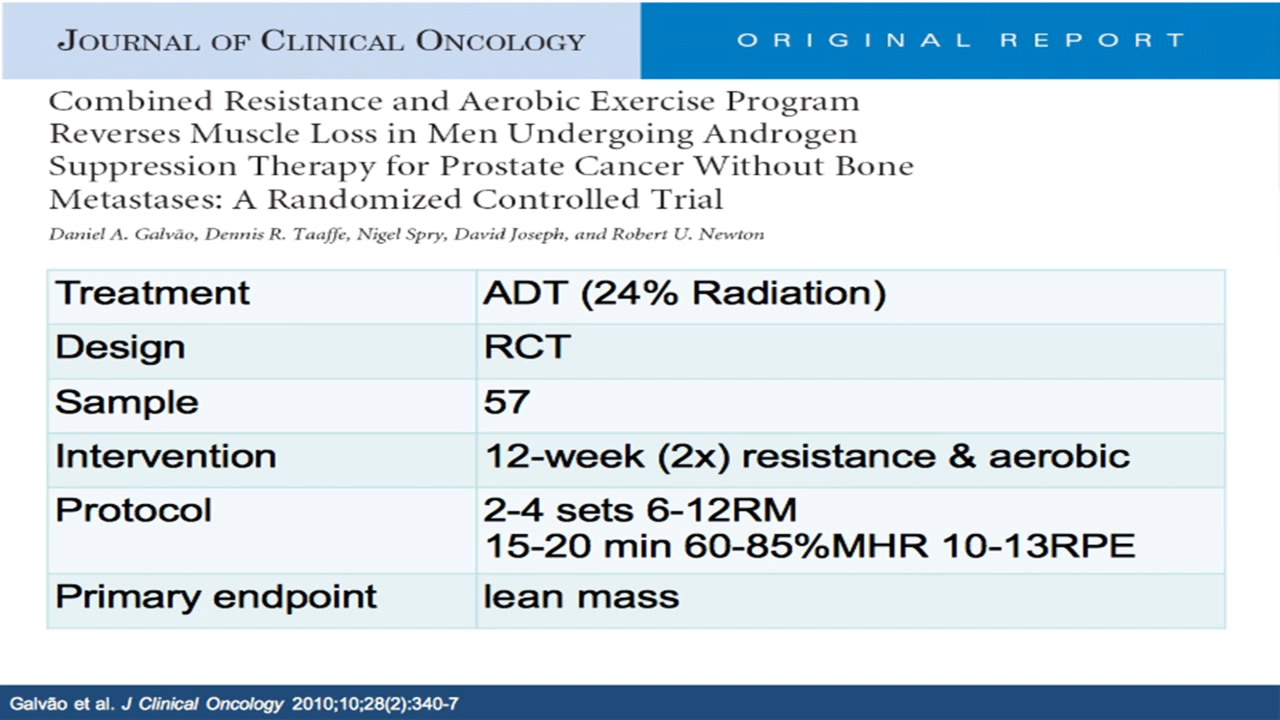 JOURNAL OF CLINICAL ONCOLOGY
ORIGINAL REPORT
Combined Resistance and Aerobic Exercise Program
Reverses Muscle Loss in Men Undergoing Androgen
Suppression Therapy for Prostate Cancer Without Bone
Metastases: A Randomized Controlled Trial
Daniel A. Galvão, Dennis R. Taaffe, Nigel Spry, David Joseph, and Robert U. Newton
Treatment ADT (24% Radiation)
Design RCT
Sample 57
Intervention 12-week (2x) resistance & aerobic
Protocol 2-4 sets 6-12RM
15-20 min 60-85%MHR 10-13RPE
Primary endpoint lean mass
Galvão et al. J Clinical Oncology 2010;10;28(2):340-7